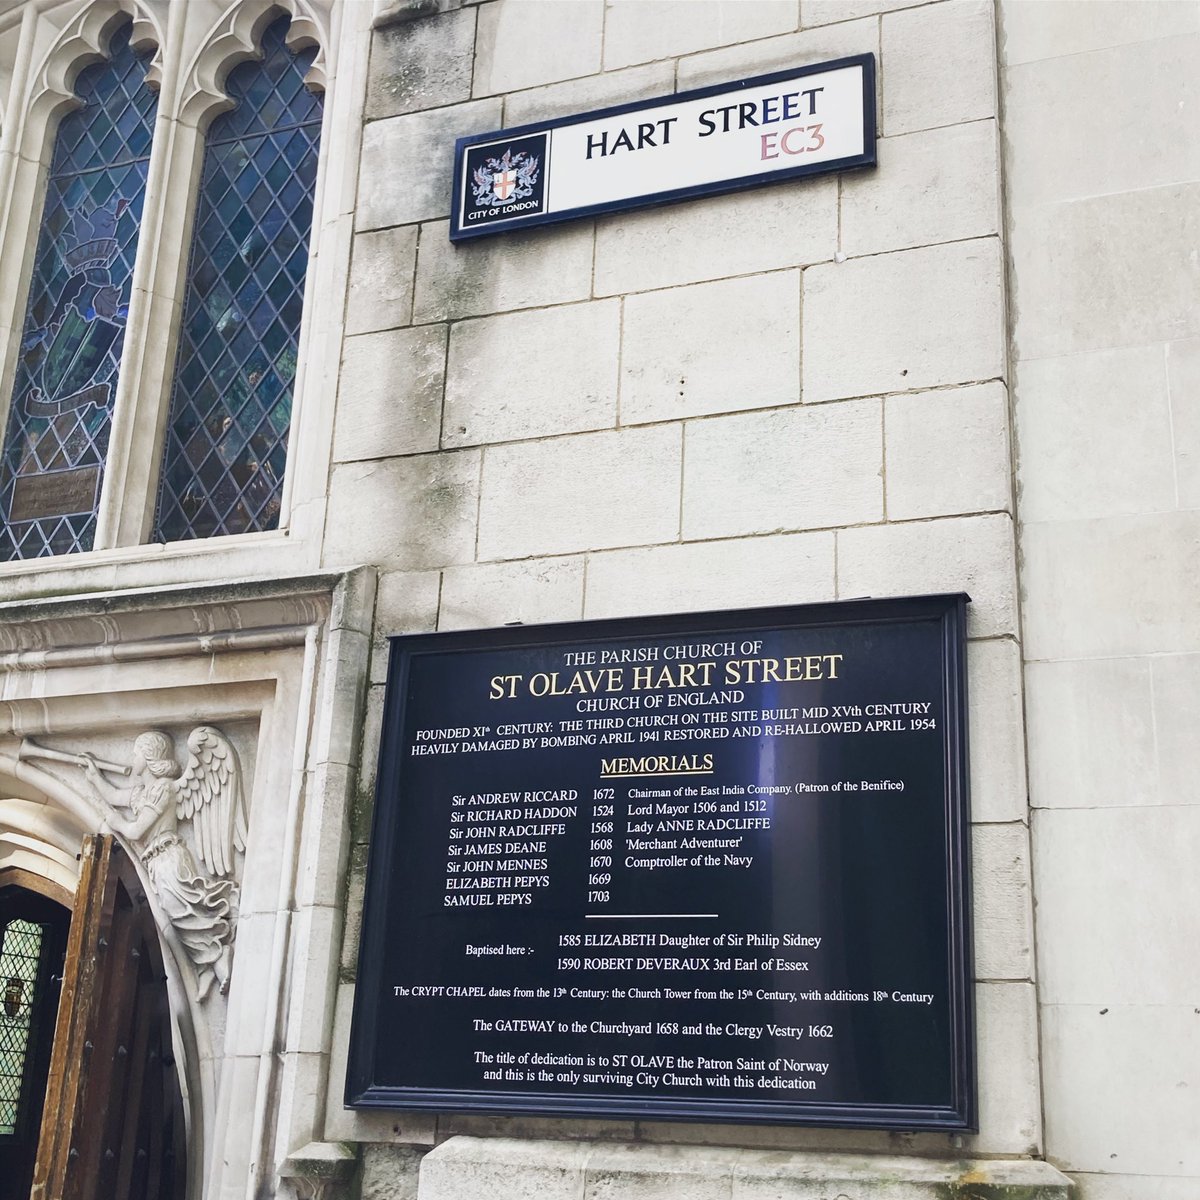 HART STREET
EC3
CITY OF LONDON
THE PARISH CHURCH OF
ST OLAVE HART STREET
CHURCH OF ENGLAND
FOUNDED XIth CENTURY: THE THIRD CHURCH ON THE SITE BUILT MID XVth CENTURY
HEAVILY DAMAGED BY BOMBING APRIL 1941 RESTORED AND RE-HALLOWED APRIL 1954
MEMORIALS
Sir ANDREW RICCARD 1672 Chairman of the East India Company. (Patron of the Benifice)
Sir RICHARD HADDON 1524 Lord Mayor 1506 and 1512
Sir JOHN RADCLIFFE 1568 Lady ANNE RADCLIFFE
Sir JAMES DEANE 1608 'Merchant Adventurer'
Sir JOHN MENNES 1670 Comptroller of the Navy
ELIZABETH PEPYS 1669
SAMUEL PEPYS 1703
Baptised here :- 1585 ELIZABETH Daughter of Sir Philip Sidney
1590 ROBERT DEVERAUX 3rd Earl of Essex
The CRYPT CHAPEL dates from the 13th Century: the Church Tower from the 15th Century, with additions 18th Century
The GATEWAY to the Churchyard 1658 and the Clergy Vestry 1662
The title of dedication is to ST OLAVE the Patron Saint of Norway
and this is the only surviving City Church with this dedication